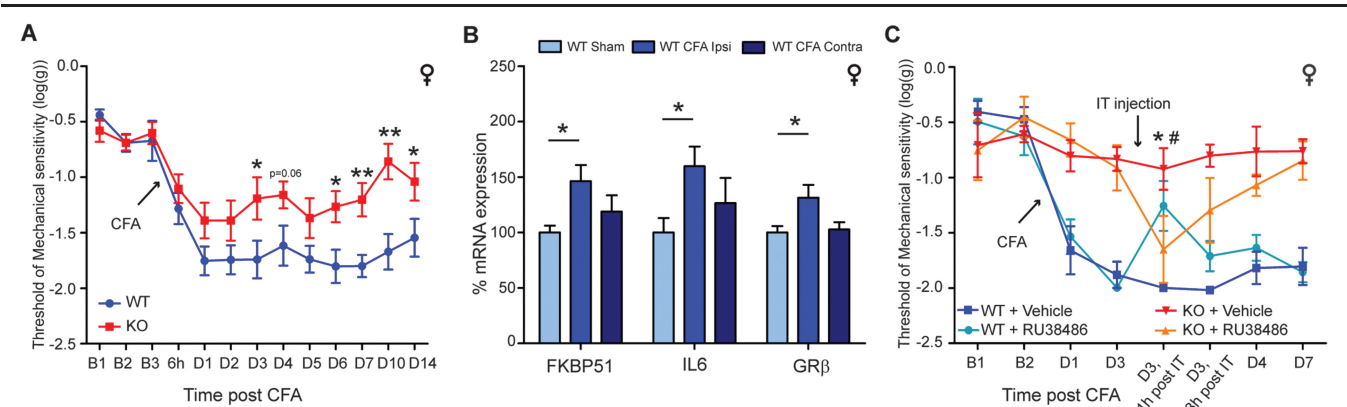 A
B
C
♀
♀
♀
Threshold of Mechanical sensitivity (log(g))
0.0
-0.5
-1.0
-1.5
-2.0
-2.5
CFA
*
p=0.06
*
**
**
*
WT
KO
B1 B2 B3 6h D1 D2 D3 D4 D5 D6 D7 D10 D14
Time post CFA
WT Sham WT CFA Ipsi WT CFA Contra
% mRNA expression
250
200
150
100
50
0
*
*
*
FKBP51 IL6 GRβ
Threshold of Mechanical sensitivity (log(g))
0.0
-0.5
-1.0
-1.5
-2.0
-2.5
IT injection
* #
CFA
WT + Vehicle KO + Vehicle
WT + RU38486 KO + RU38486
B1 B2 D1 D3 D3, h post IT D3, h post IT D4 D7
Time post CFA